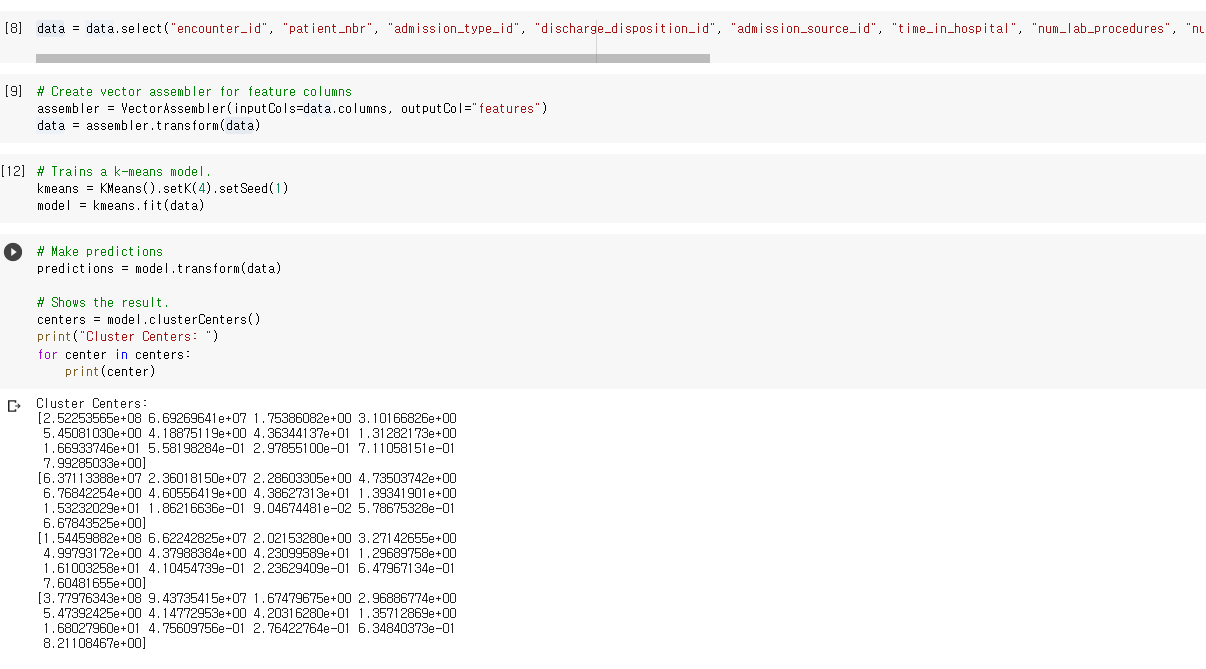 [8] data = data.select("encounter_id", "patient_nbr", "admission_type_id", "discharge_disposition_id", "admission_source_id", "time_in_hospital", "num_lab_procedures", "nu
[9] # Create vector assembler for feature columns
assembler = VectorAssembler(inputCols=data.columns, outputCol="features")
data = assembler.transform(data)
[12] # Trains a k-means model.
kmeans = KMeans().setK(4).setSeed(1)
model = kmeans.fit(data)
# Make predictions
predictions = model.transform(data)
# Shows the result.
centers = model.clusterCenters()
print("Cluster Centers: ")
for center in centers:
    print(center)
Cluster Centers:
[2.52253565e+08 6.69269641e+07 1.75386082e+00 3.10166826e+00
 5.45081030e+00 4.18875119e+00 4.36344137e+01 1.31282173e+00
 1.66933746e+01 5.58198284e-01 2.97855100e-01 7.11058151e-01
 7.99285033e+00]
[6.37113388e+07 2.36018150e+07 2.28603305e+00 4.73503742e+00
 6.76842254e+00 4.60556419e+00 4.38627313e+01 1.39341901e+00
 1.53232029e+01 1.86216636e-01 9.04674481e-02 5.78675328e-01
 6.67843525e+00]
[1.54459882e+08 6.62242825e+07 2.02153280e+00 3.27142655e+00
 4.99793172e+00 4.37988384e+00 4.23099589e+01 1.29689758e+00
 1.61003258e+01 4.10454739e-01 2.23629409e-01 6.47967134e-01
 7.60481655e+00]
[3.77976343e+08 9.43735415e+07 1.67479675e+00 2.96886774e+00
 5.47392425e+00 4.14772953e+00 4.20316280e+01 1.35712869e+00
 1.68027960e+01 4.75609756e-01 2.76422764e-01 6.34840373e-01
 8.21108467e+00]